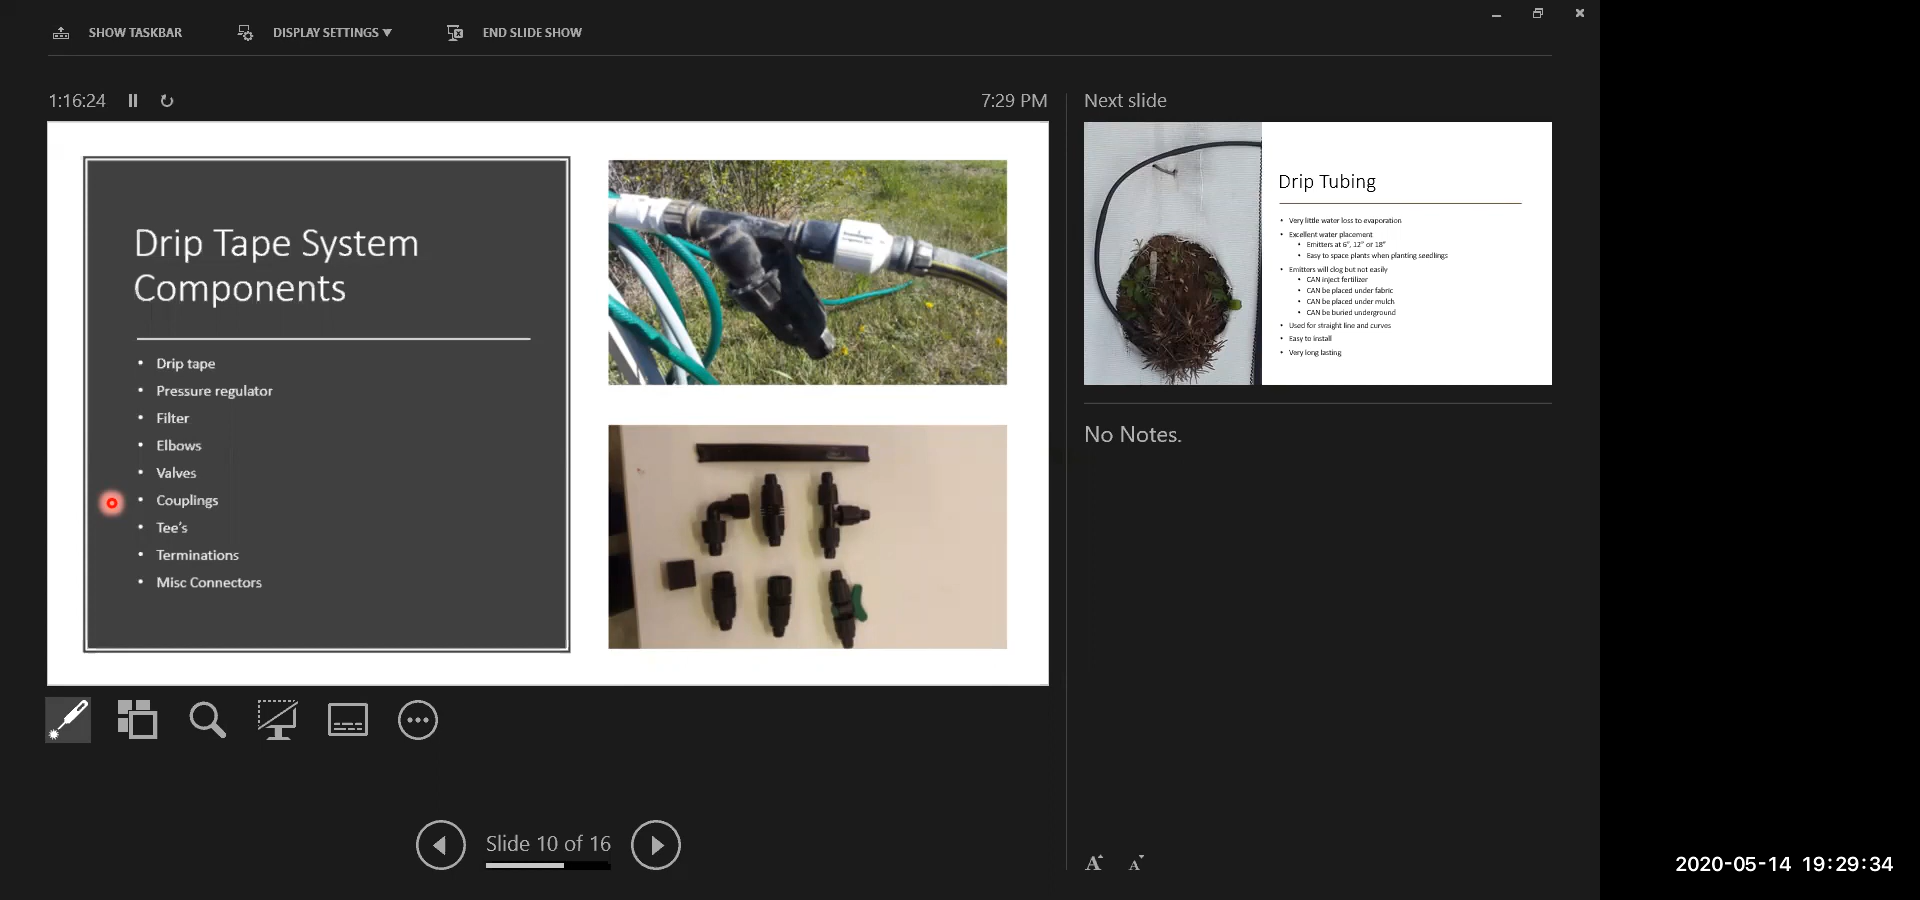 SHOW TASKBAR
DISPLAY SETTINGS ▼
END SLIDE SHOW
1:16:24
7:29 PM
Next slide
Drip Tape System
Components
• Drip tape
• Pressure regulator
• Filter
• Elbows
• Valves
• Couplings
• Tee's
• Terminations
• Misc Connectors
Drip Tubing
• Very little water loss to evaporation
• Excellent water placement
• Emitters at 6", 12" or 18"
• Easy to space plants when planting seedlings
• Emitters will clog but not easily
• CAN inject fertilizer
• CAN be placed under fabric
• CAN be placed under mulch
• CAN be buried underground
• Used for straight line and curves
• Easy to install
• Very long lasting
No Notes.
Slide 10 of 16
A A
2020-05-14 19:29:34